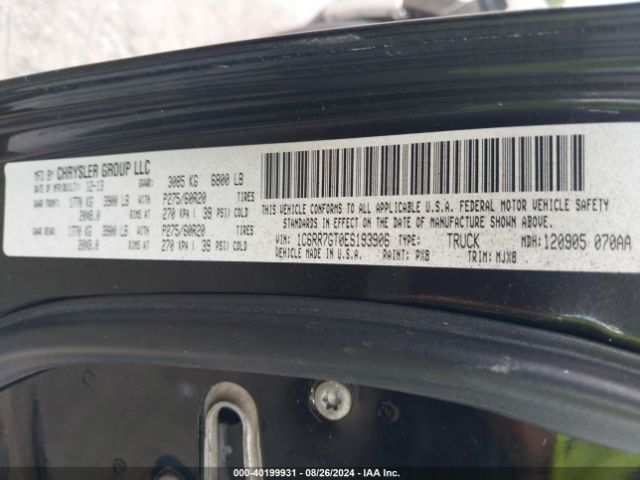 MFD BY CHRYSLER GROUP LLC
DATE OF MFR/BUILT: 12-13 GVWR: 3085 KG 6800 LB
GAWR FRONT: 1770 KG 3900 LB WITH P275/60R20 TIRES
20X8.0 RIMS AT 270 KPA ( 39 PSI/ COLD)
GAWR REAR: 1770 KG 3900 LB WITH P275/60R20 TIRES
20X8.0 RIMS AT 270 KPA ( 39 PSI/ COLD)
THIS VEHICLE CONFORMS TO ALL APPLICABLE U.S.A. FEDERAL MOTOR VEHICLE SAFETY
STANDARDS IN EFFECT ON THE DATE OF MANUFACTURE SHOWN ABOVE.
VIN: 1C6RR7GT0ES193906 TYPE: TRUCK MDH: 120905 070AA
VEHICLE MADE IN U.S.A. PAINT: PX8 TRIM: MJX8
000-40199931 - 08/26/2024 - IAA Inc.